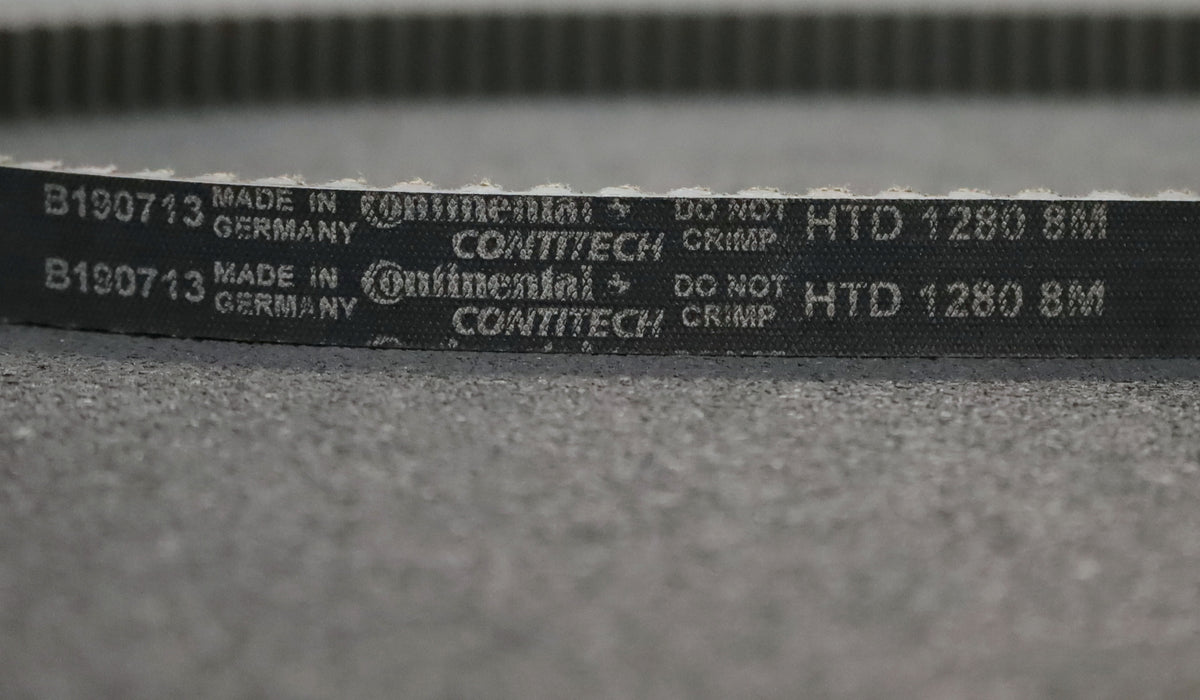 B190713 MADE IN GERMANY Continental CONTITECH DO NOT CRIMP HTD 1280 8M
B190713 MADE IN GERMANY Continental CONTITECH DO NOT CRIMP HTD 1280 8M